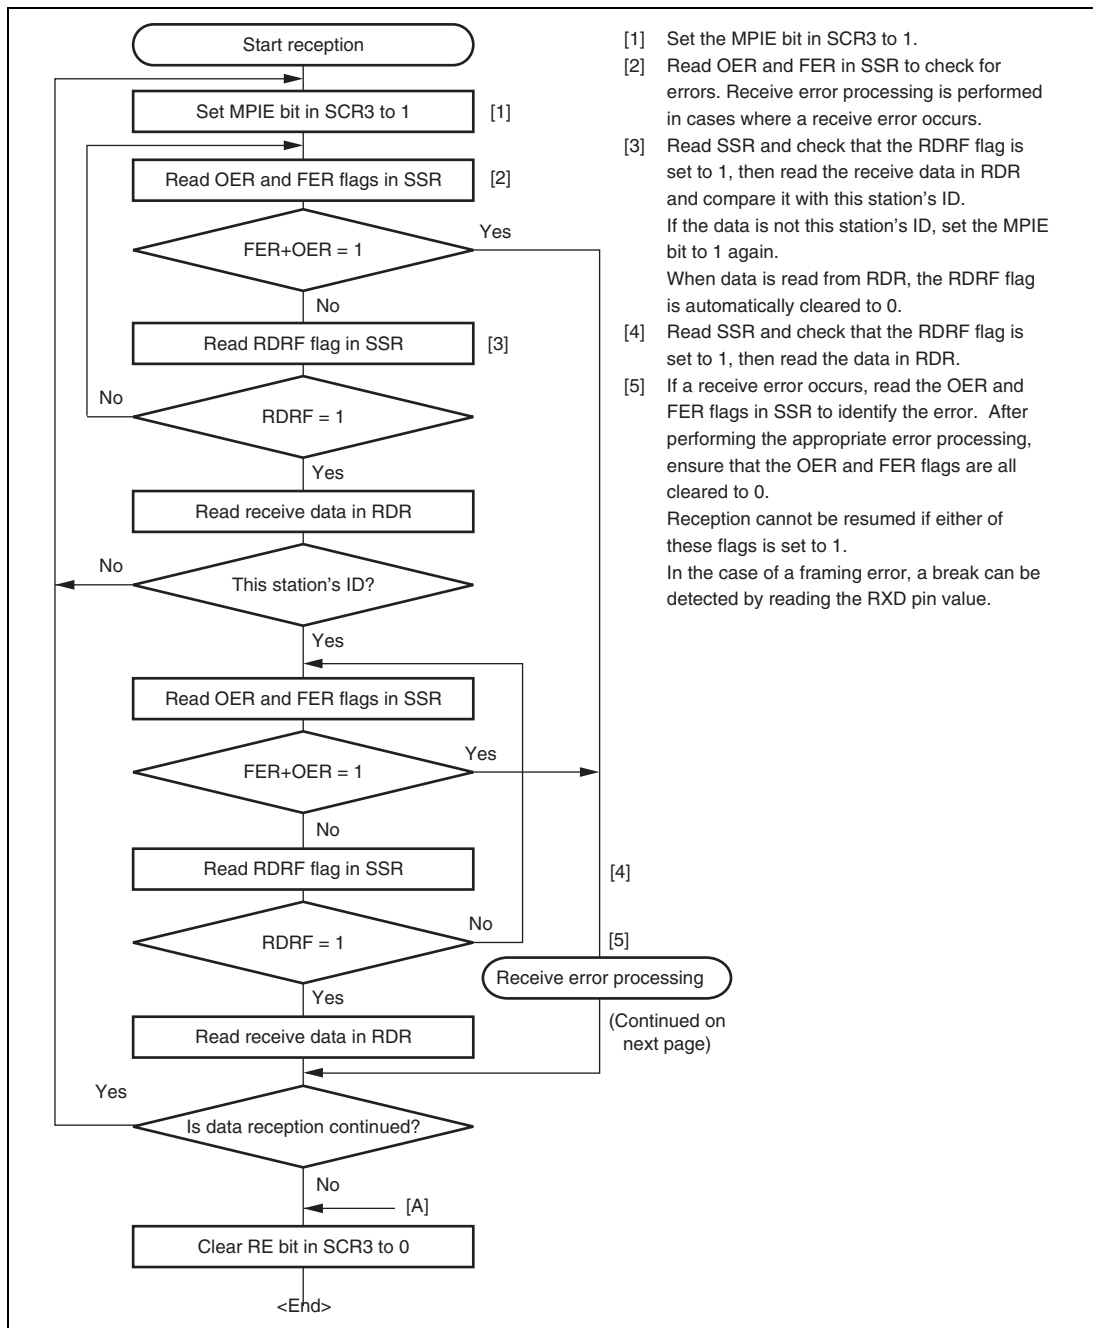 Start reception
Set MPIE bit in SCR3 to 1
[1]
Read OER and FER flags in SSR
[2]
Yes
FER+OER = 1
No
Read RDRF flag in SSR
[3]
No
RDRF = 1
Yes
Read receive data in RDR
No
This station's ID?
Yes
Read OER and FER flags in SSR
Yes
FER+OER = 1
No
Read RDRF flag in SSR
[4]
No
RDRF = 1
[5]
Receive error processing
Yes
(Continued on
next page)
Read receive data in RDR
Yes
Is data reception continued?
No
[A]
Clear RE bit in SCR3 to 0
<End>
[1] Set the MPIE bit in SCR3 to 1.
[2] Read OER and FER in SSR to check for
errors. Receive error processing is performed
in cases where a receive error occurs.
[3] Read SSR and check that the RDRF flag is
set to 1, then read the receive data in RDR
and compare it with this station's ID.
If the data is not this station's ID, set the MPIE
bit to 1 again.
When data is read from RDR, the RDRF flag
is automatically cleared to 0.
[4] Read SSR and check that the RDRF flag is
set to 1, then read the data in RDR.
[5] If a receive error occurs, read the OER and
FER flags in SSR to identify the error. After
performing the appropriate error processing,
ensure that the OER and FER flags are all
cleared to 0.
Reception cannot be resumed if either of
these flags is set to 1.
In the case of a framing error, a break can be
detected by reading the RXD pin value.